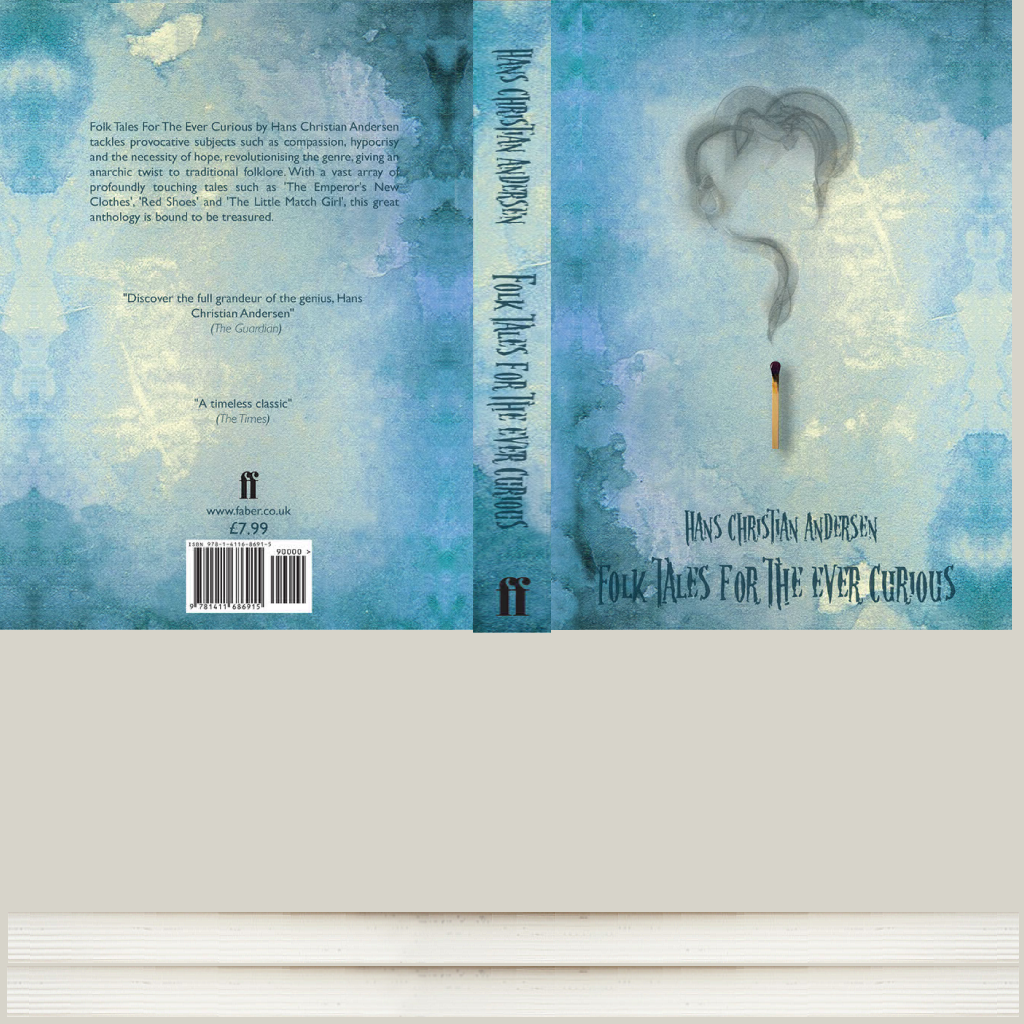 Folk Tales For The Ever Curious by Hans Christian Andersen
tackles provocative subjects such as compassion, hypocrisy
and the necessity of hope, revolutionising the genre, giving an
anarchic twist to traditional folklore. With a vast array of
profoundly touching tales such as 'The Emperor's New
Clothes', 'Red Shoes' and 'The Little Match Girl', this great
anthology is bound to be treasured.
"Discover the full grandeur of the genius, Hans
Christian Andersen"
(The Guardian)
"A timeless classic"
(The Times)
ff
www.faber.co.uk
£7.99
ISBN 978-1-4116-8691-5
90000 >
9 781411 686915
HANS CHRISTIAN ANDERSEN
FOLK TALES FOR THE EVER CURIOUS
ff
HANS CHRISTIAN ANDERSEN
FOLK TALES FOR THE EVER CURIOUS